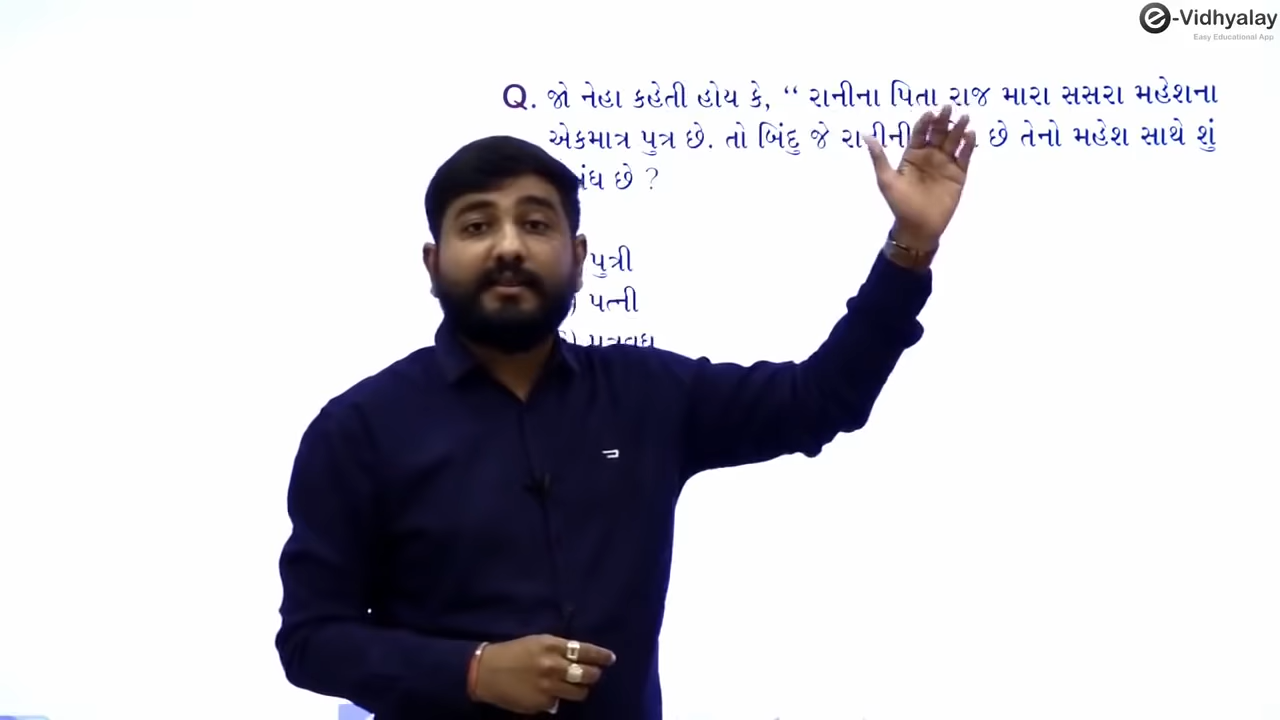 e-Vidhyalay
Easy Educational App
Q. જો નેહા કહેતી હોય કે, “ રાનીના પિતા રાજ મારા સસરા મહેશના
એકમાત્ર પુત્ર છે. તો બિંદુ જે છે તેનો મહેશ સાથે શું
છે ?
પુત્રી
પત્ની